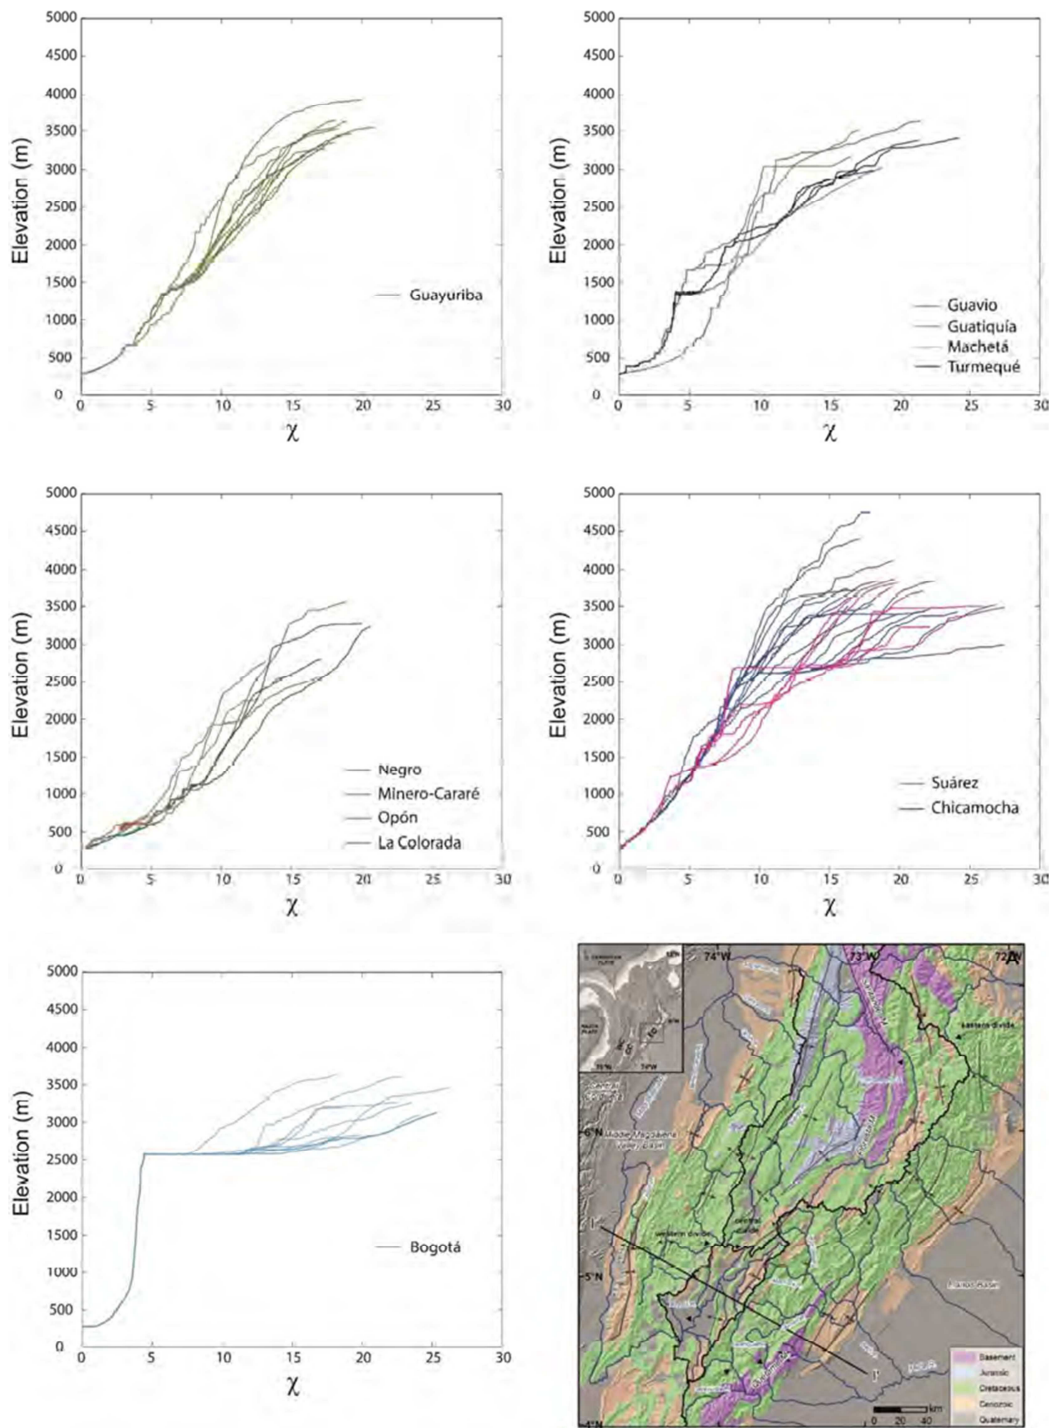 5000
4500
4000
3500
3000
2500
2000
1500
1000
500
0
Elevation (m)
Guayuriba
0 5 10 15 20 25 30
χ
5000
4500
4000
3500
3000
2500
2000
1500
1000
500
0
Elevation (m)
Guavio
Guatiquía
Machetá
Turmequé
0 5 10 15 20 25 30
χ
5000
4500
4000
3500
3000
2500
2000
1500
1000
500
0
Elevation (m)
Negro
Minero-Cararé
Opón
La Colorada
0 5 10 15 20 25 30
χ
5000
4500
4000
3500
3000
2500
2000
1500
1000
500
0
Elevation (m)
Suárez
Chicamocha
0 5 10 15 20 25 30
χ
5000
4500
4000
3500
3000
2500
2000
1500
1000
500
0
Elevation (m)
Bogotá
0 5 10 15 20 25 30
χ
74°W 73°W 72°W
A
eastern divide
6°N
Middle Magdalena
Valley Basin
western divide
central
divide
5°N
Llanos Basin
Basement
Jurassic
Cretaceous
Cenozoic
Quaternary
0 20 40
km
4°N